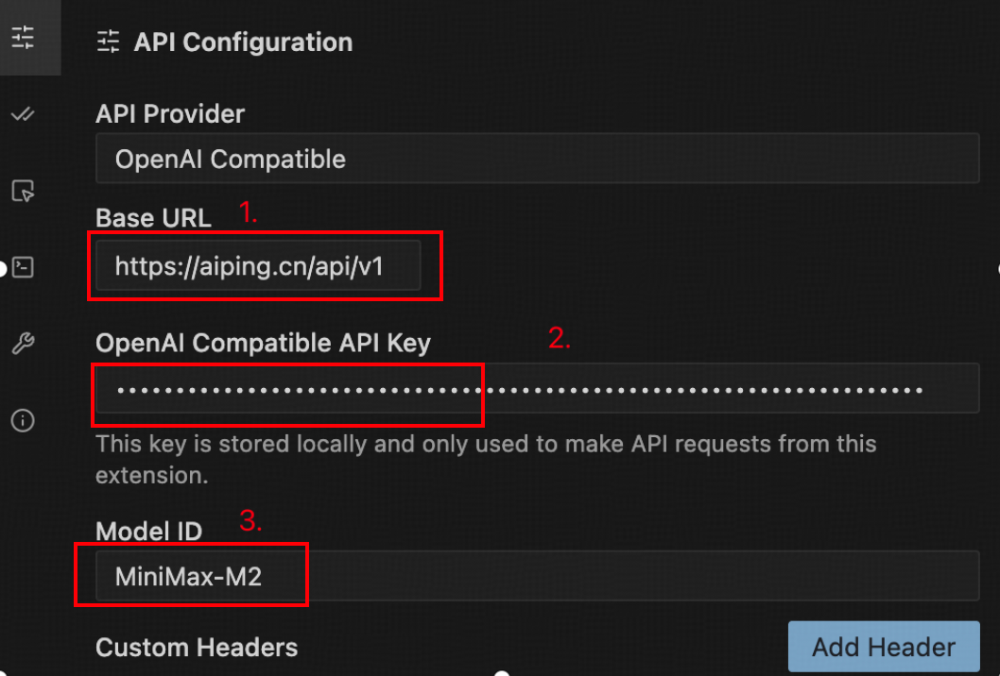 API Configuration
API Provider
OpenAI Compatible
Base URL 1.
https://aiping.cn/api/v1
OpenAI Compatible API Key 2.
This key is stored locally and only used to make API requests from this
extension.
Model ID 3.
MiniMax-M2
Custom Headers Add Header